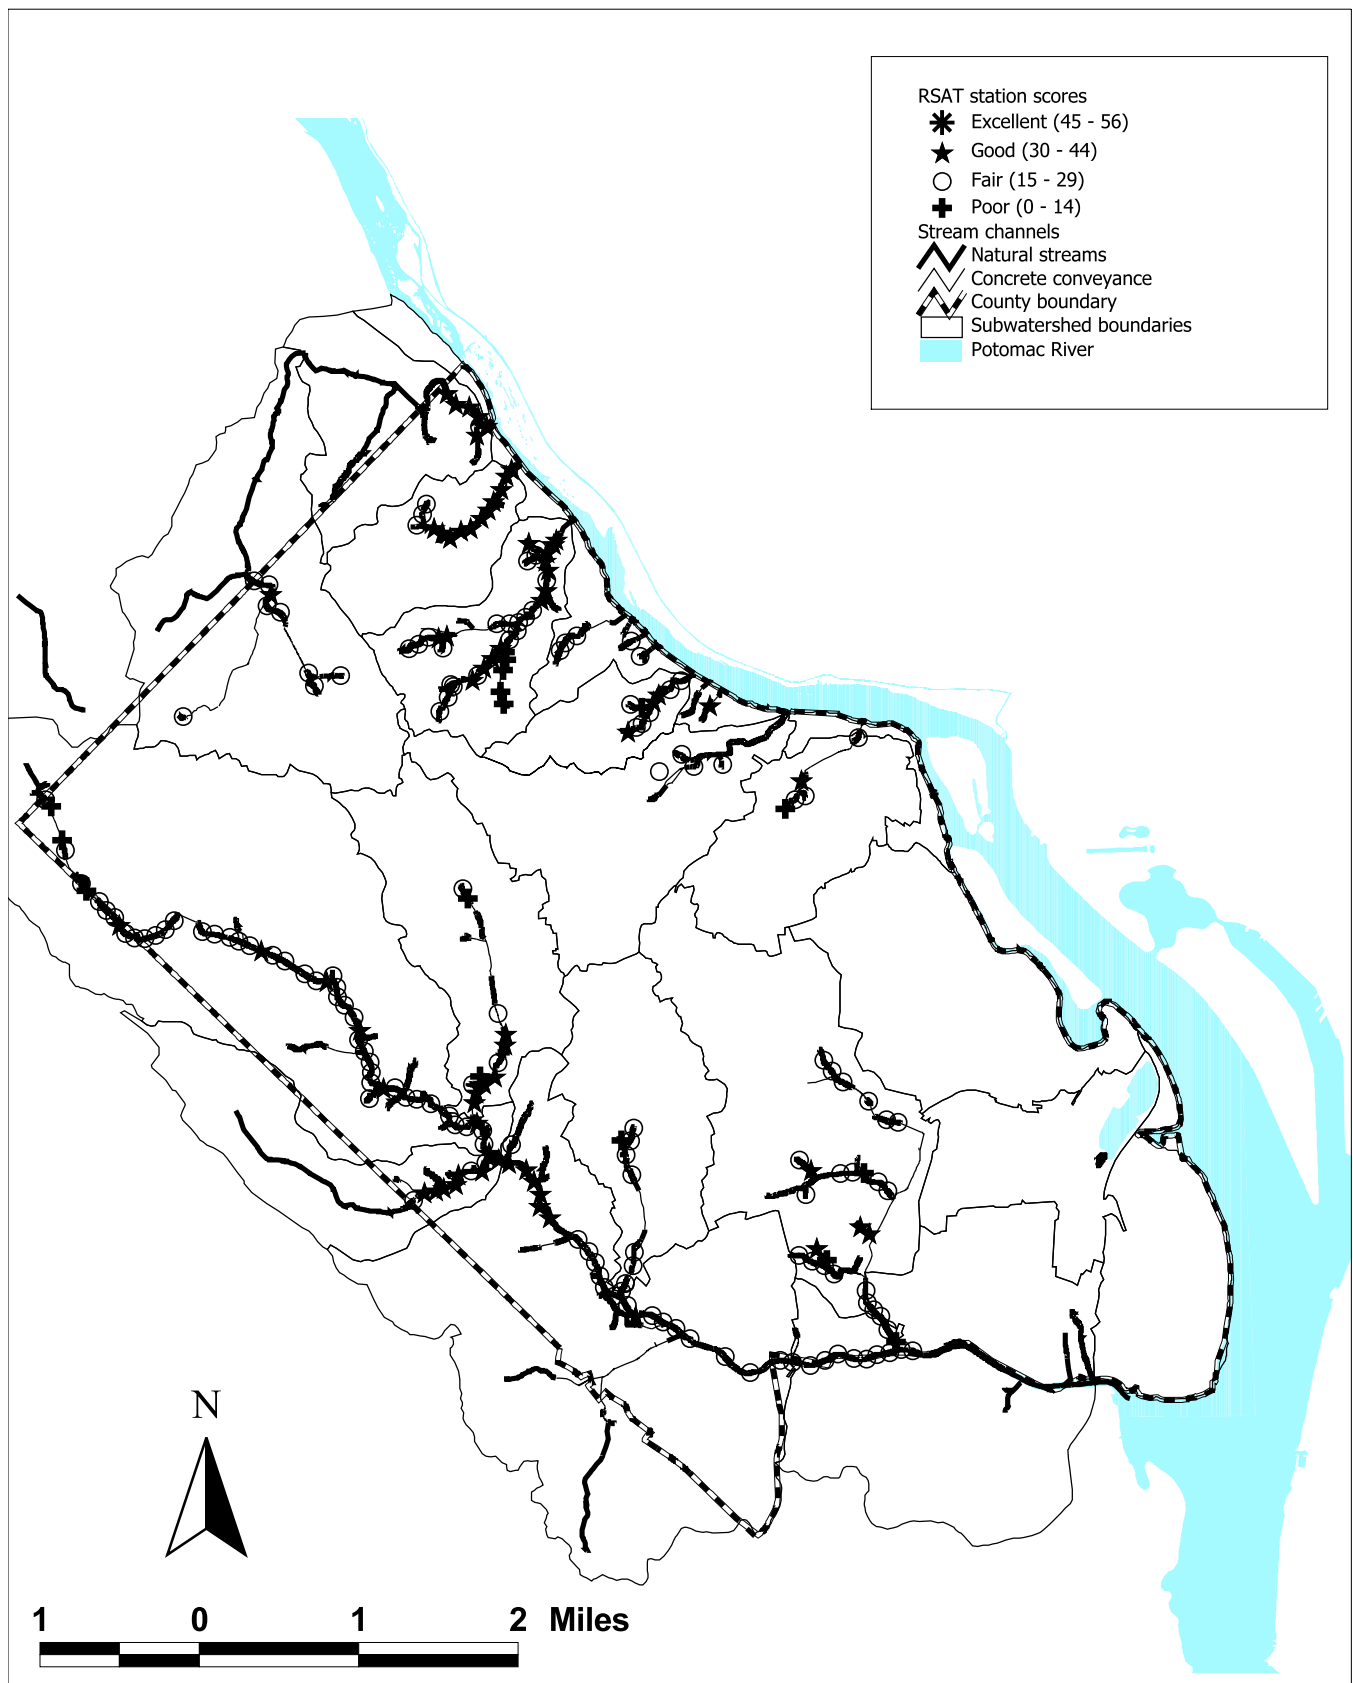 RSAT station scores
Excellent (45 - 56)
Good (30 - 44)
Fair (15 - 29)
Poor (0 - 14)
Stream channels
Natural streams
Concrete conveyance
County boundary
Subwatershed boundaries
Potomac River
N
1 0 1 2 Miles